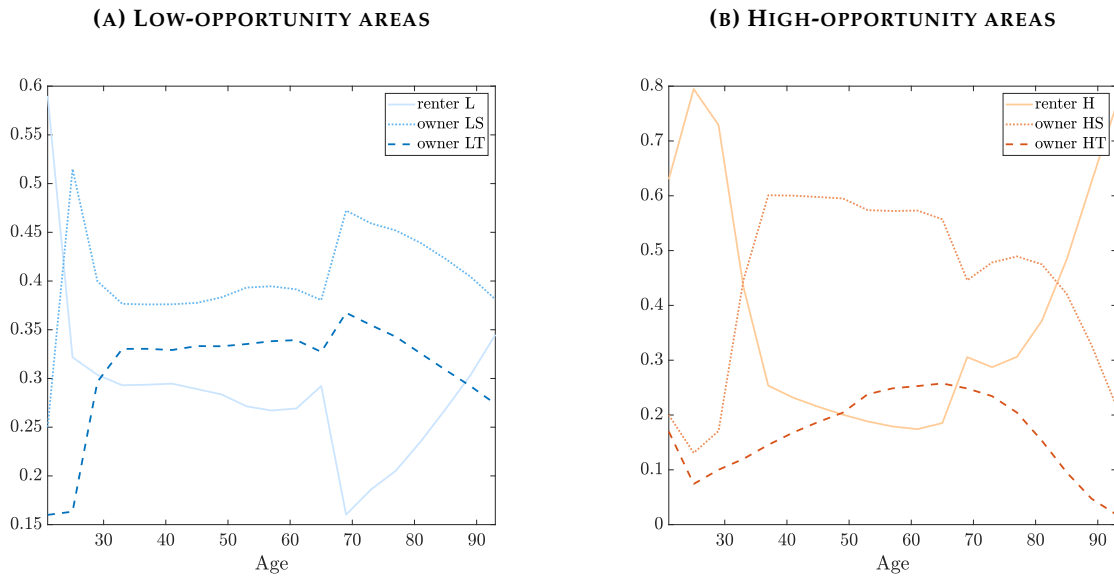 (A) LOW-OPPORTUNITY AREAS
0.6
0.55
0.5
0.45
0.4
0.35
0.3
0.25
0.2
0.15
30 40 50 60 70 80 90
Age
renter L
owner LS
owner LT
(B) HIGH-OPPORTUNITY AREAS
0.8
0.7
0.6
0.5
0.4
0.3
0.2
0.1
0
30 40 50 60 70 80 90
Age
renter H
owner HS
owner HT